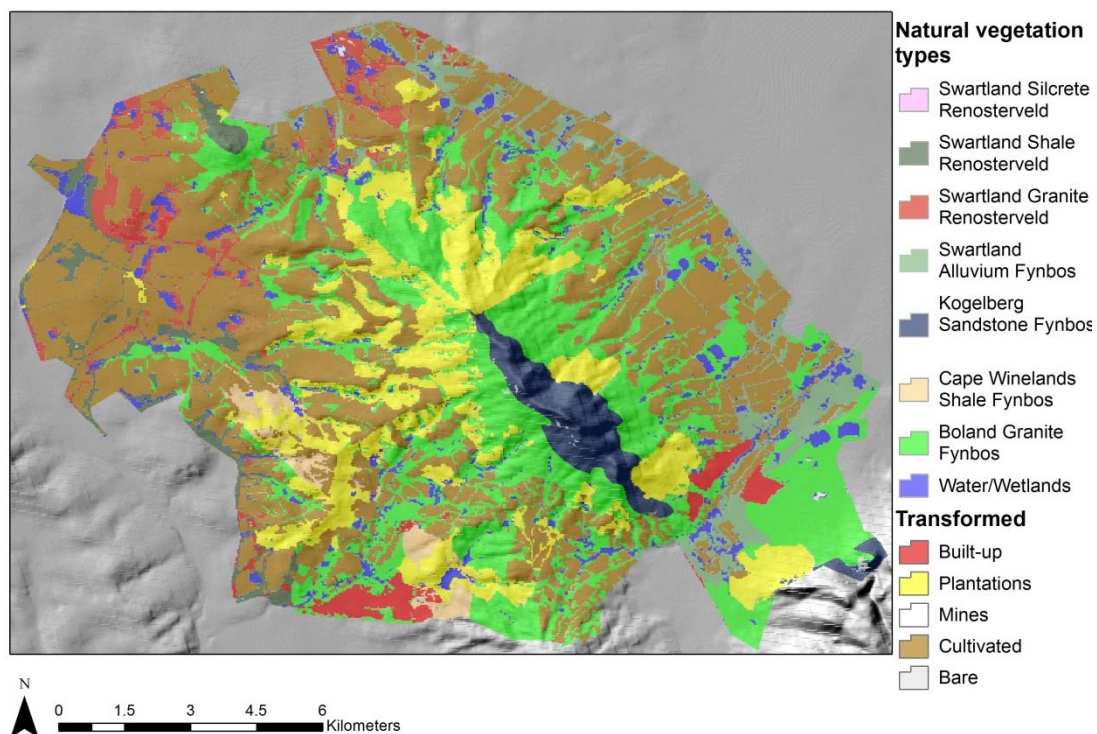 Natural vegetation
types
Swartland Silcrete
Renosterveld
Swartland Shale
Renosterveld
Swartland Granite
Renosterveld
Swartland
Alluvium Fynbos
Kogelberg
Sandstone Fynbos
Cape Winelands
Shale Fynbos
Boland Granite
Fynbos
Water/Wetlands
Transformed
Built-up
Plantations
Mines
Cultivated
Bare
N
0 1.5 3 4.5 6
Kilometers